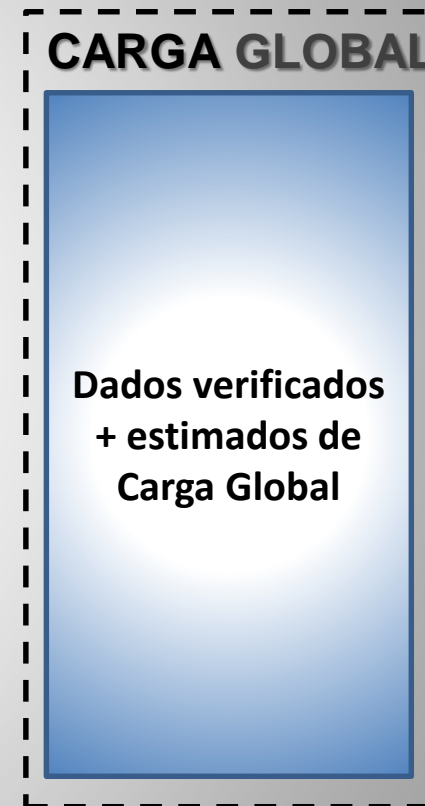 CARGA GLOBAL
Dados verificados
+ estimados de
Carga Global